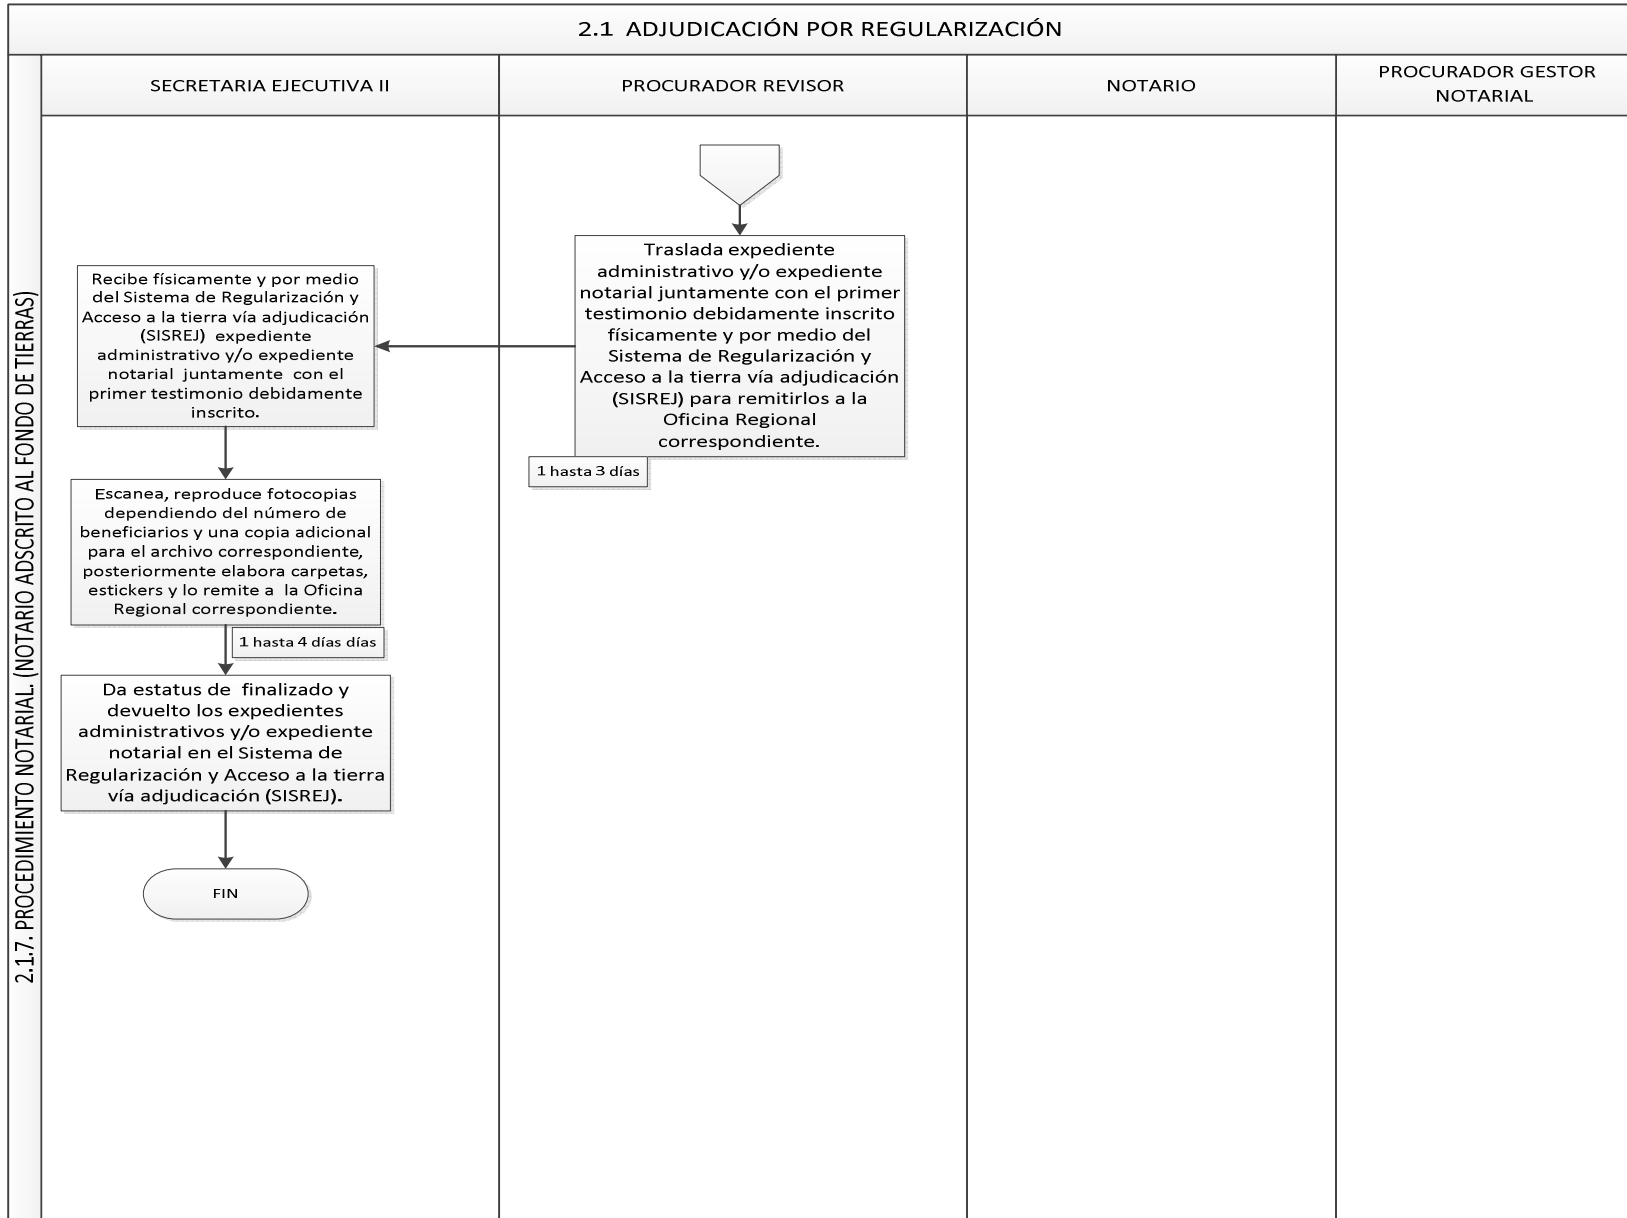 2.1 ADJUDICACIÓN POR REGULARIZACIÓN
2.1.7. PROCEDIMIENTO NOTARIAL. (NOTARIO ADSCRITO AL FONDO DE TIERRAS)
SECRETARIA EJECUTIVA II
PROCURADOR REVISOR
NOTARIO
PROCURADOR GESTOR
NOTARIAL
Traslada expediente
administrativo y/o expediente
notarial juntamente con el primer
testimonio debidamente inscrito
físicamente y por medio del
Sistema de Regularización y
Acceso a la tierra vía adjudicación
(SISREJ) para remitirlos a la
Oficina Regional
correspondiente.
1 hasta 3 días
Recibe físicamente y por medio
del Sistema de Regularización y
Acceso a la tierra vía adjudicación
(SISREJ) expediente
administrativo y/o expediente
notarial juntamente con el
primer testimonio debidamente
inscrito.
Escanea, reproduce fotocopias
dependiendo del número de
beneficiarios y una copia adicional
para el archivo correspondiente,
posteriormente elabora carpetas,
estickers y lo remite a la Oficina
Regional correspondiente.
1 hasta 4 días días
Da estatus de finalizado y
devuelto los expedientes
administrativos y/o expediente
notarial en el Sistema de
Regularización y Acceso a la tierra
vía adjudicación (SISREJ).
FIN